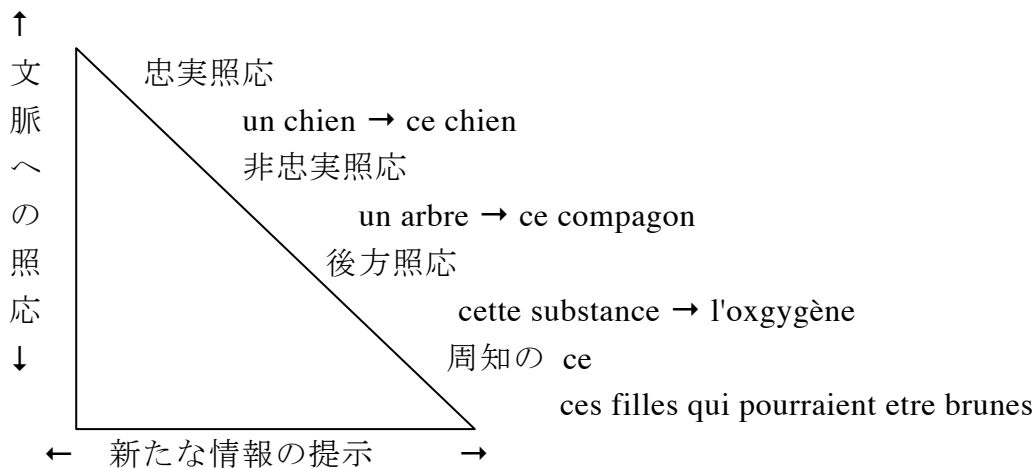 ↑
文脈への照応
↓
忠実照応
un chien → ce chien
非忠実照応
un arbre → ce compagon
後方照応
cette substance → l'oxgygène
周知の ce
ces filles qui pourraient etre brunes
← 新たな情報の提示 →